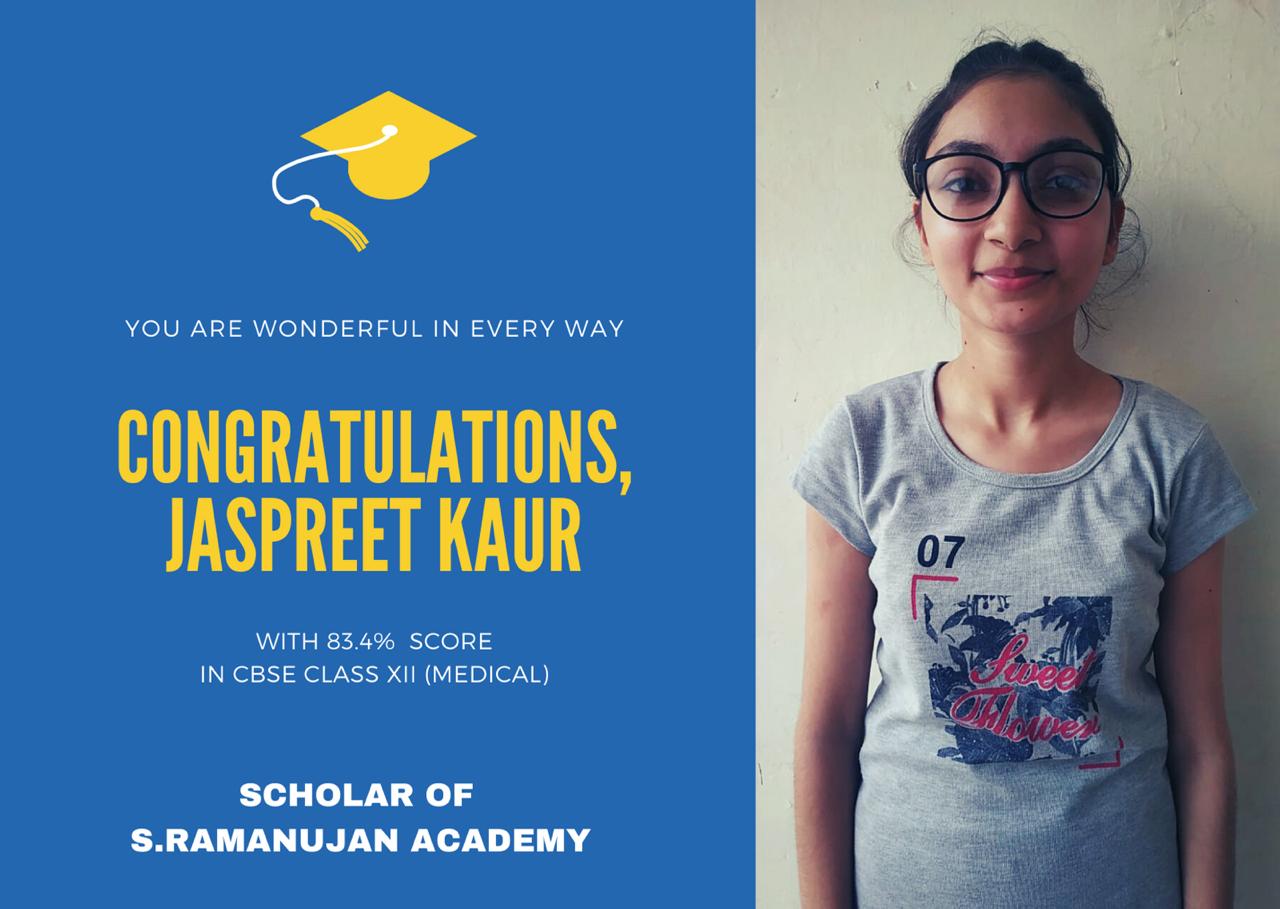 YOU ARE WONDERFUL IN EVERY WAY
CONGRATULATIONS,
JASPREET KAUR
WITH 83.4% SCORE
IN CBSE CLASS XII (MEDICAL)
SCHOLAR OF
S.RAMANUJAN ACADEMY
07
Sweet
Flower